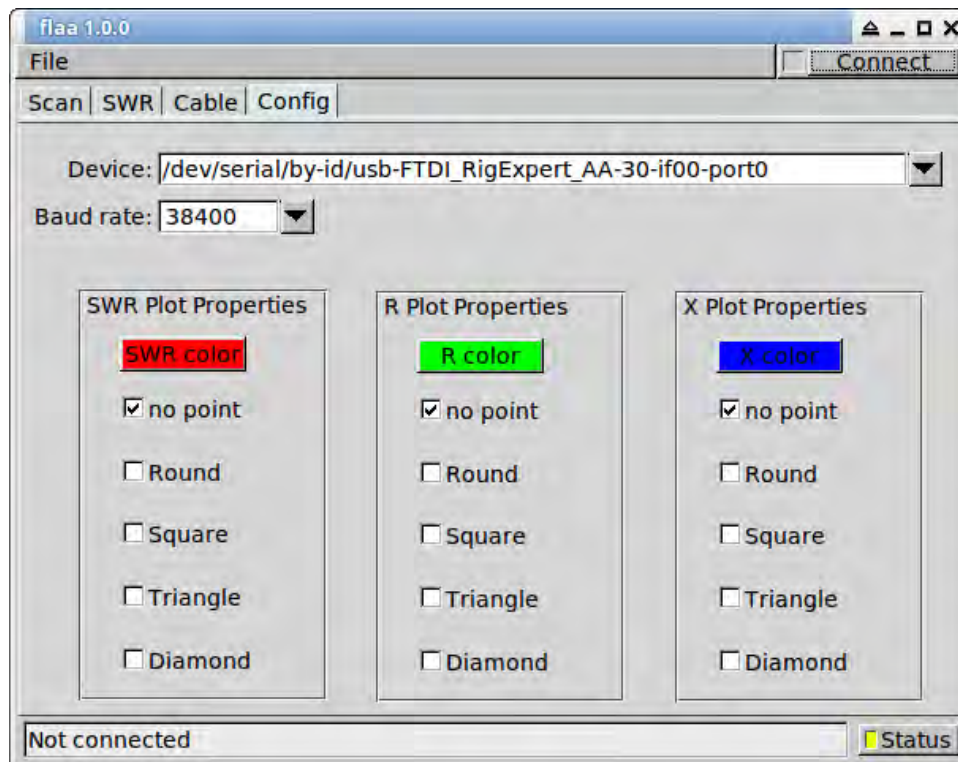 flaa 1.0.0
File
Connect
Scan SWR Cable Config
Device: /dev/serial/by-id/usb-FTDI_RigExpert_AA-30-if00-port0
Baud rate: 38400
SWR Plot Properties
SWR color
no point
Round
Square
Triangle
Diamond
R Plot Properties
R color
no point
Round
Square
Triangle
Diamond
X Plot Properties
X color
no point
Round
Square
Triangle
Diamond
Not connected
Status